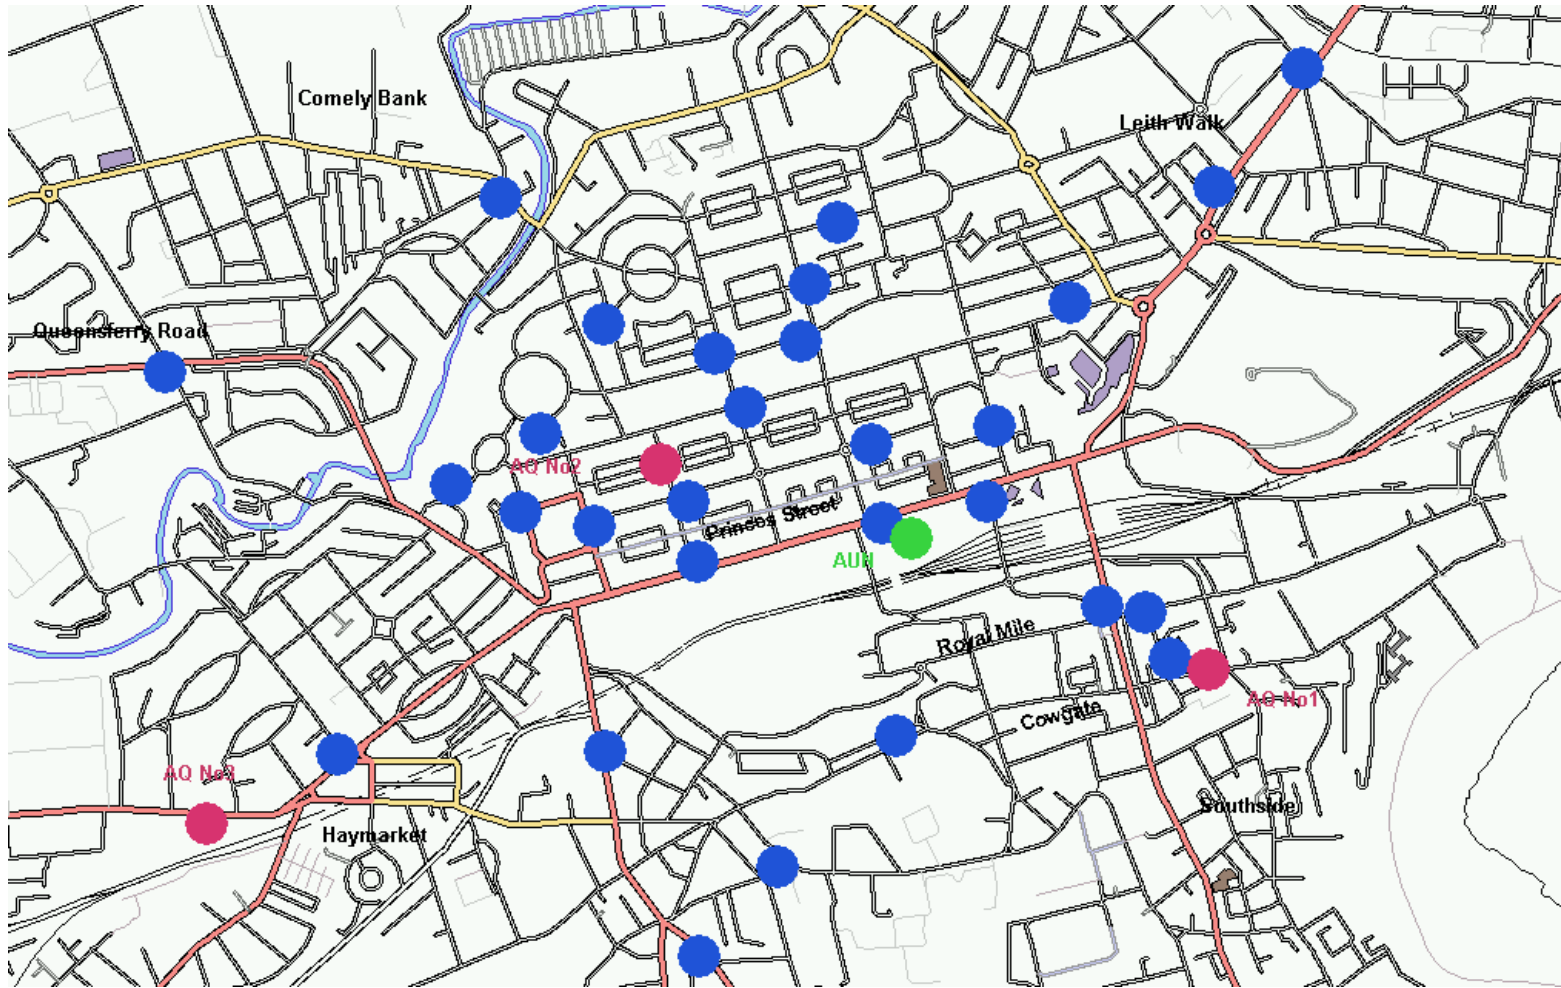 Comely Bank
Leith Walk
Queensferry Road
AQ No2
Princes Street
AUN
Royal Mile
AQ No1
Cowgate
AQ No3
Southside
Haymarket